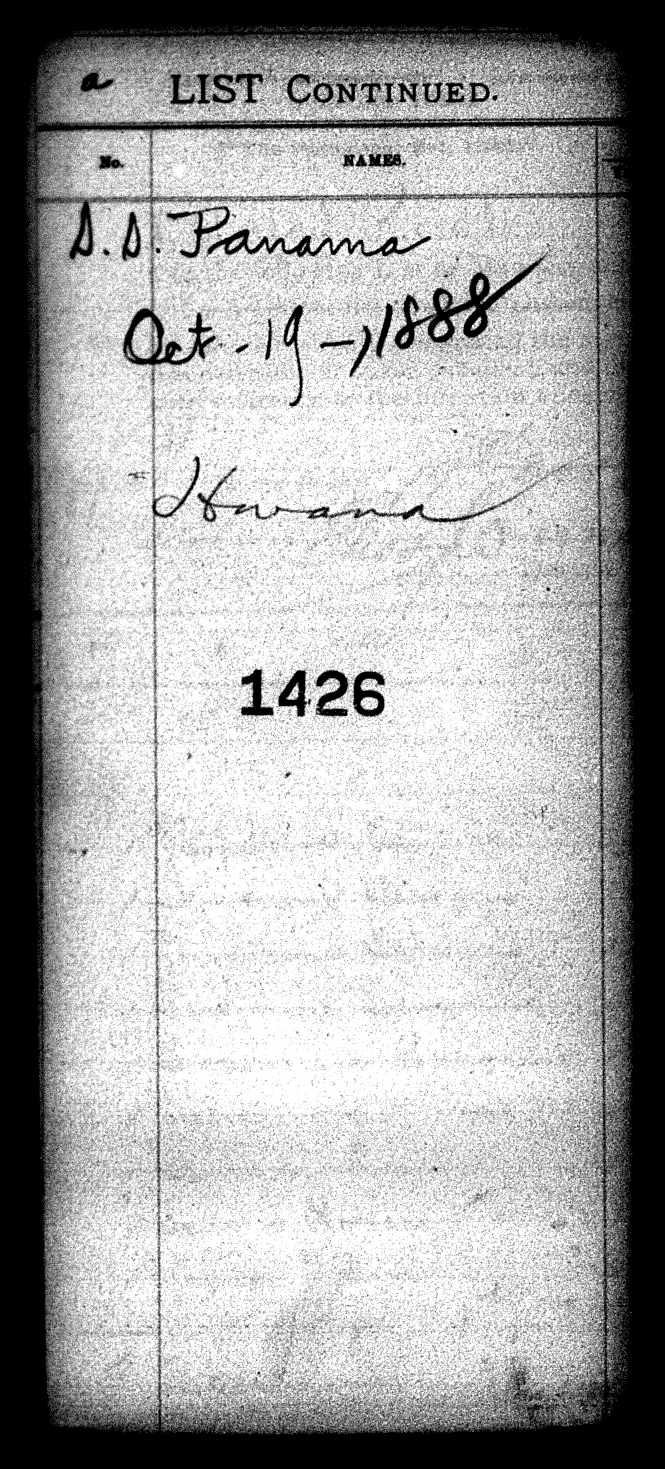 a LIST CONTINUED.
No. NAMES.
S.S. Panama
Oct - 19 -, 1888
Havana
1426